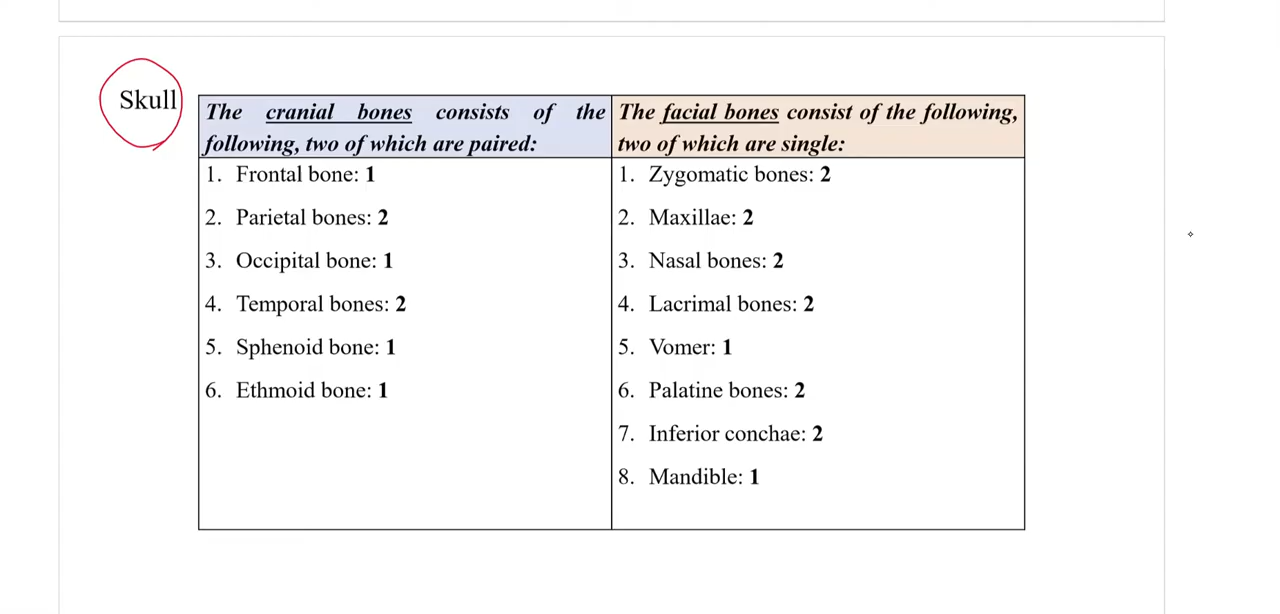 Skull
The cranial bones consists of the
following, two of which are paired:
1. Frontal bone: 1
2. Parietal bones: 2
3. Occipital bone: 1
4. Temporal bones: 2
5. Sphenoid bone: 1
6. Ethmoid bone: 1
The facial bones consist of the following,
two of which are single:
1. Zygomatic bones: 2
2. Maxillae: 2
3. Nasal bones: 2
4. Lacrimal bones: 2
5. Vomer: 1
6. Palatine bones: 2
7. Inferior conchae: 2
8. Mandible: 1